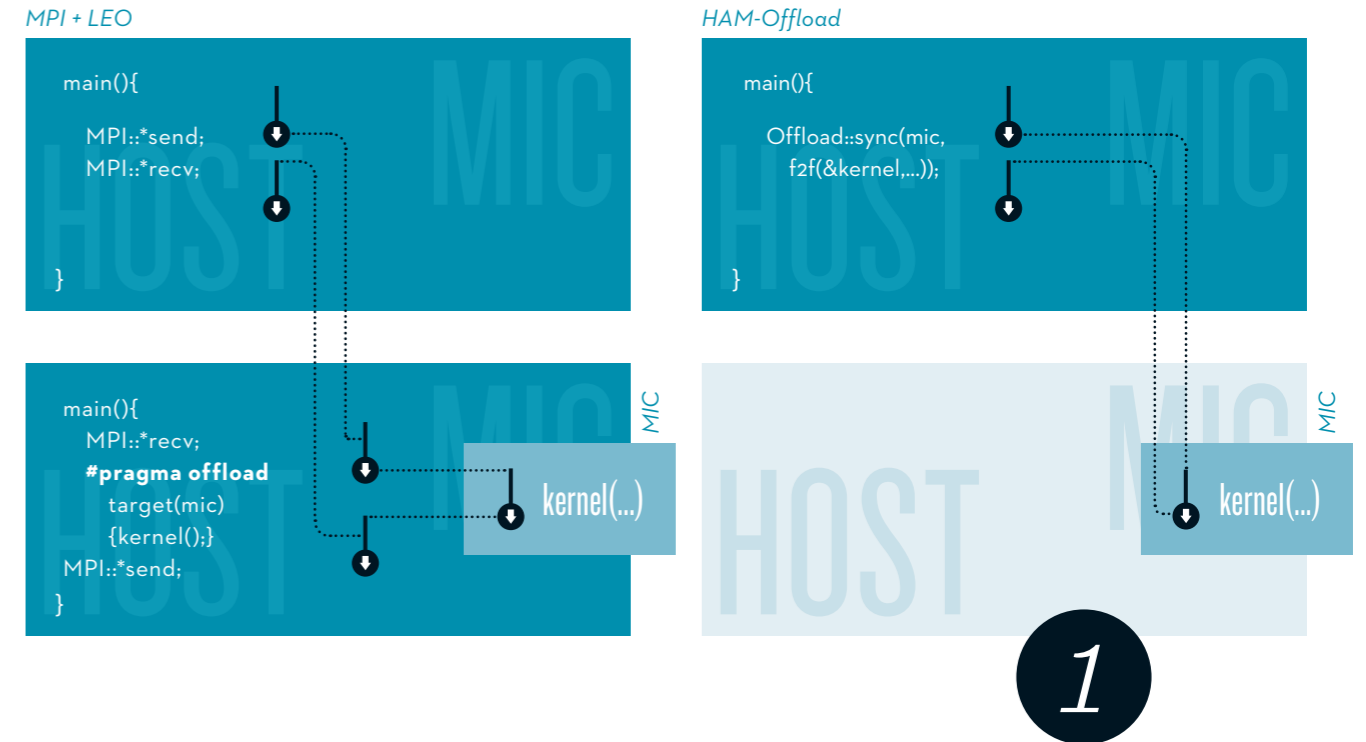 MPI + LEO
MIC
HOST
main(){
MPI::*send;
MPI::*recv;
}
MIC
HOST
main(){
MPI::*recv;
#pragma offload
target(mic)
{kernel();}
MPI::*send;
}
MIC
kernel(...)
HAM-Offload
MIC
HOST
main(){
Offload::sync(mic,
f2f(&kernel,...));
}
MIC
HOST
MIC
kernel(...)
1